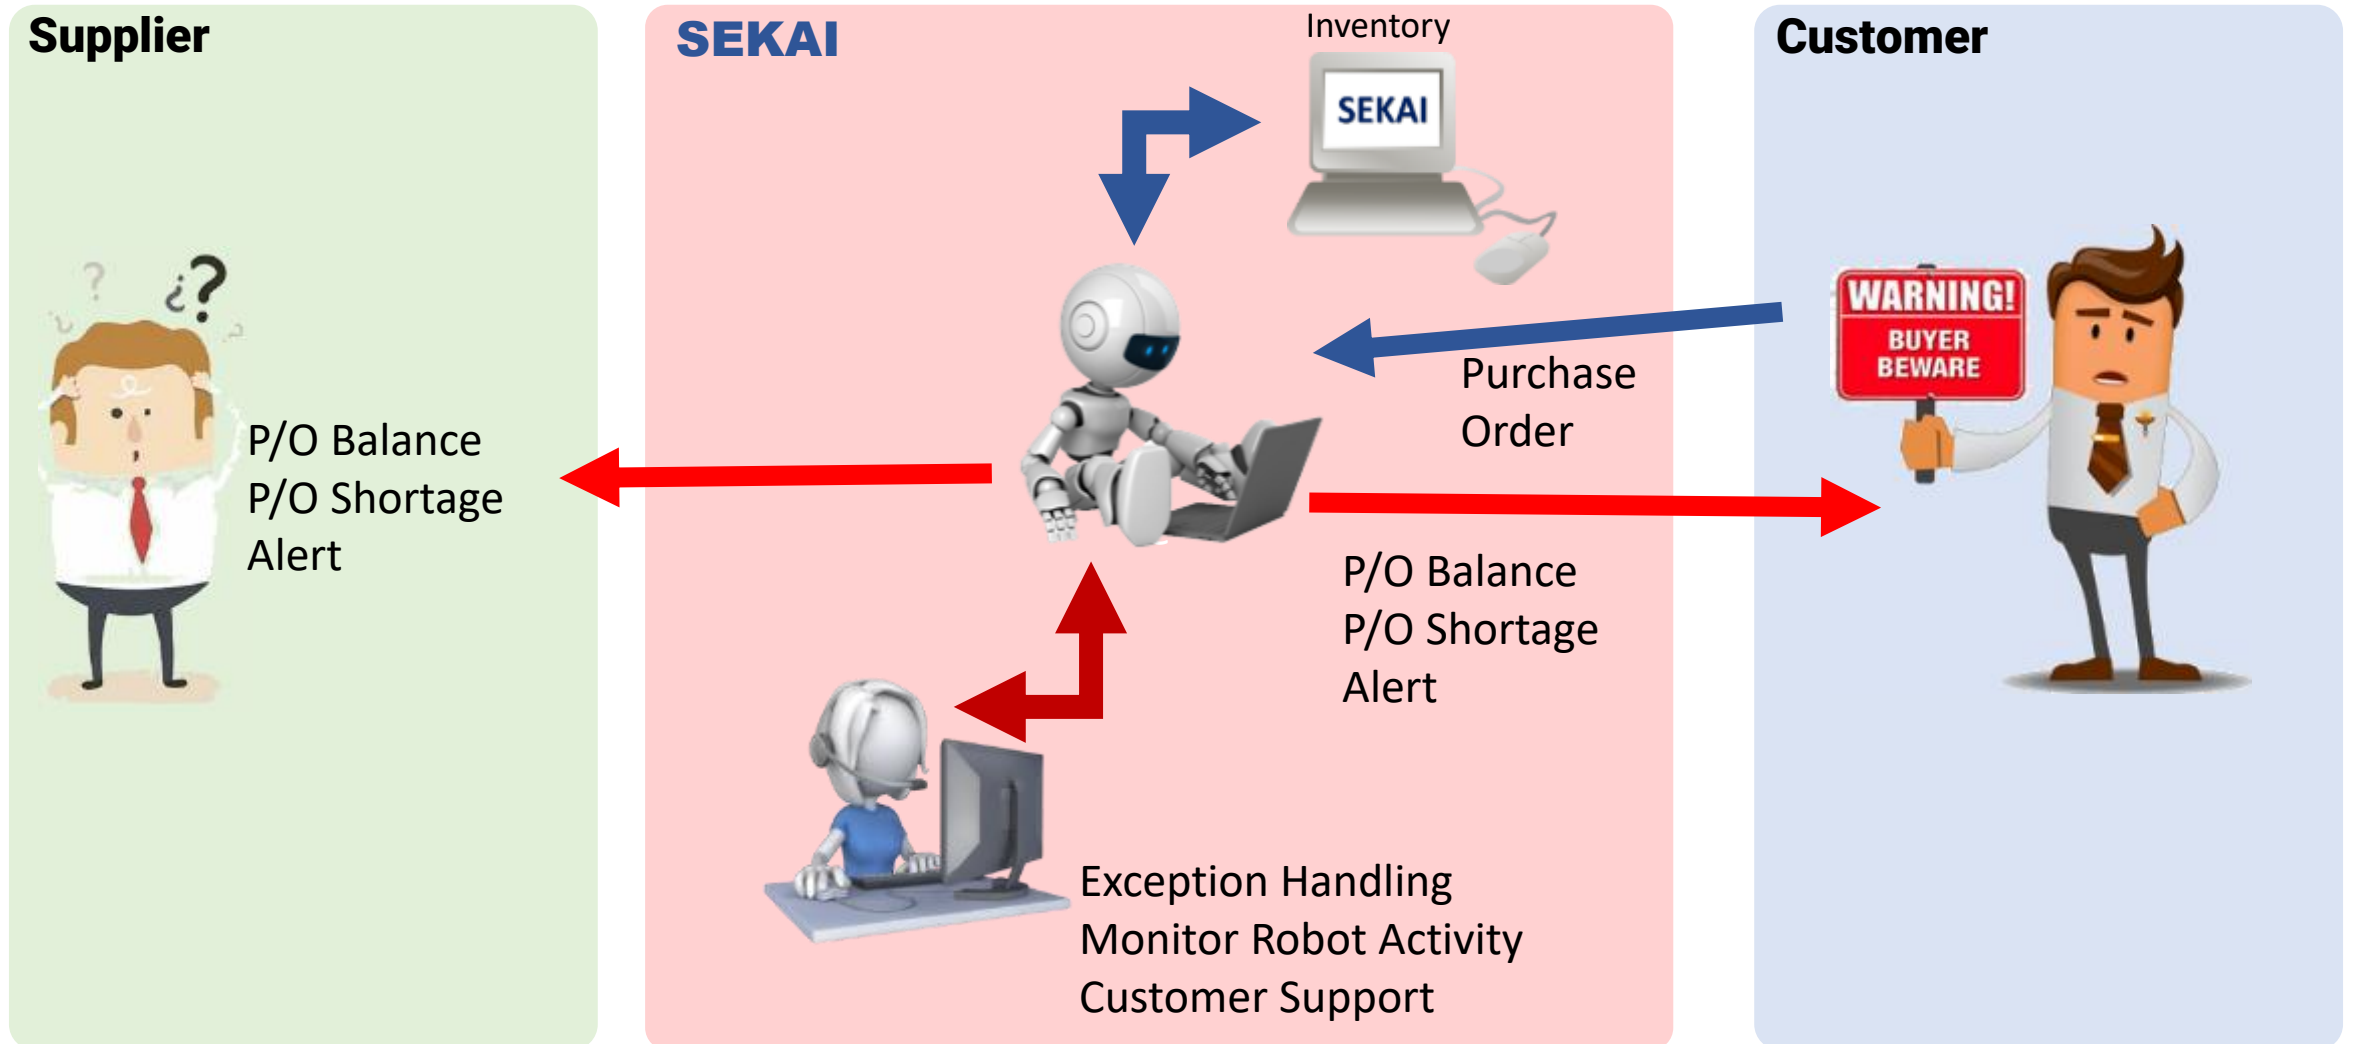 Supplier
SEKAI
Inventory
SEKAI
Customer
? ¿?
WARNING!
BUYER
BEWARE
Purchase
Order
P/O Balance
P/O Shortage
Alert
P/O Balance
P/O Shortage
Alert
Exception Handling
Monitor Robot Activity
Customer Support